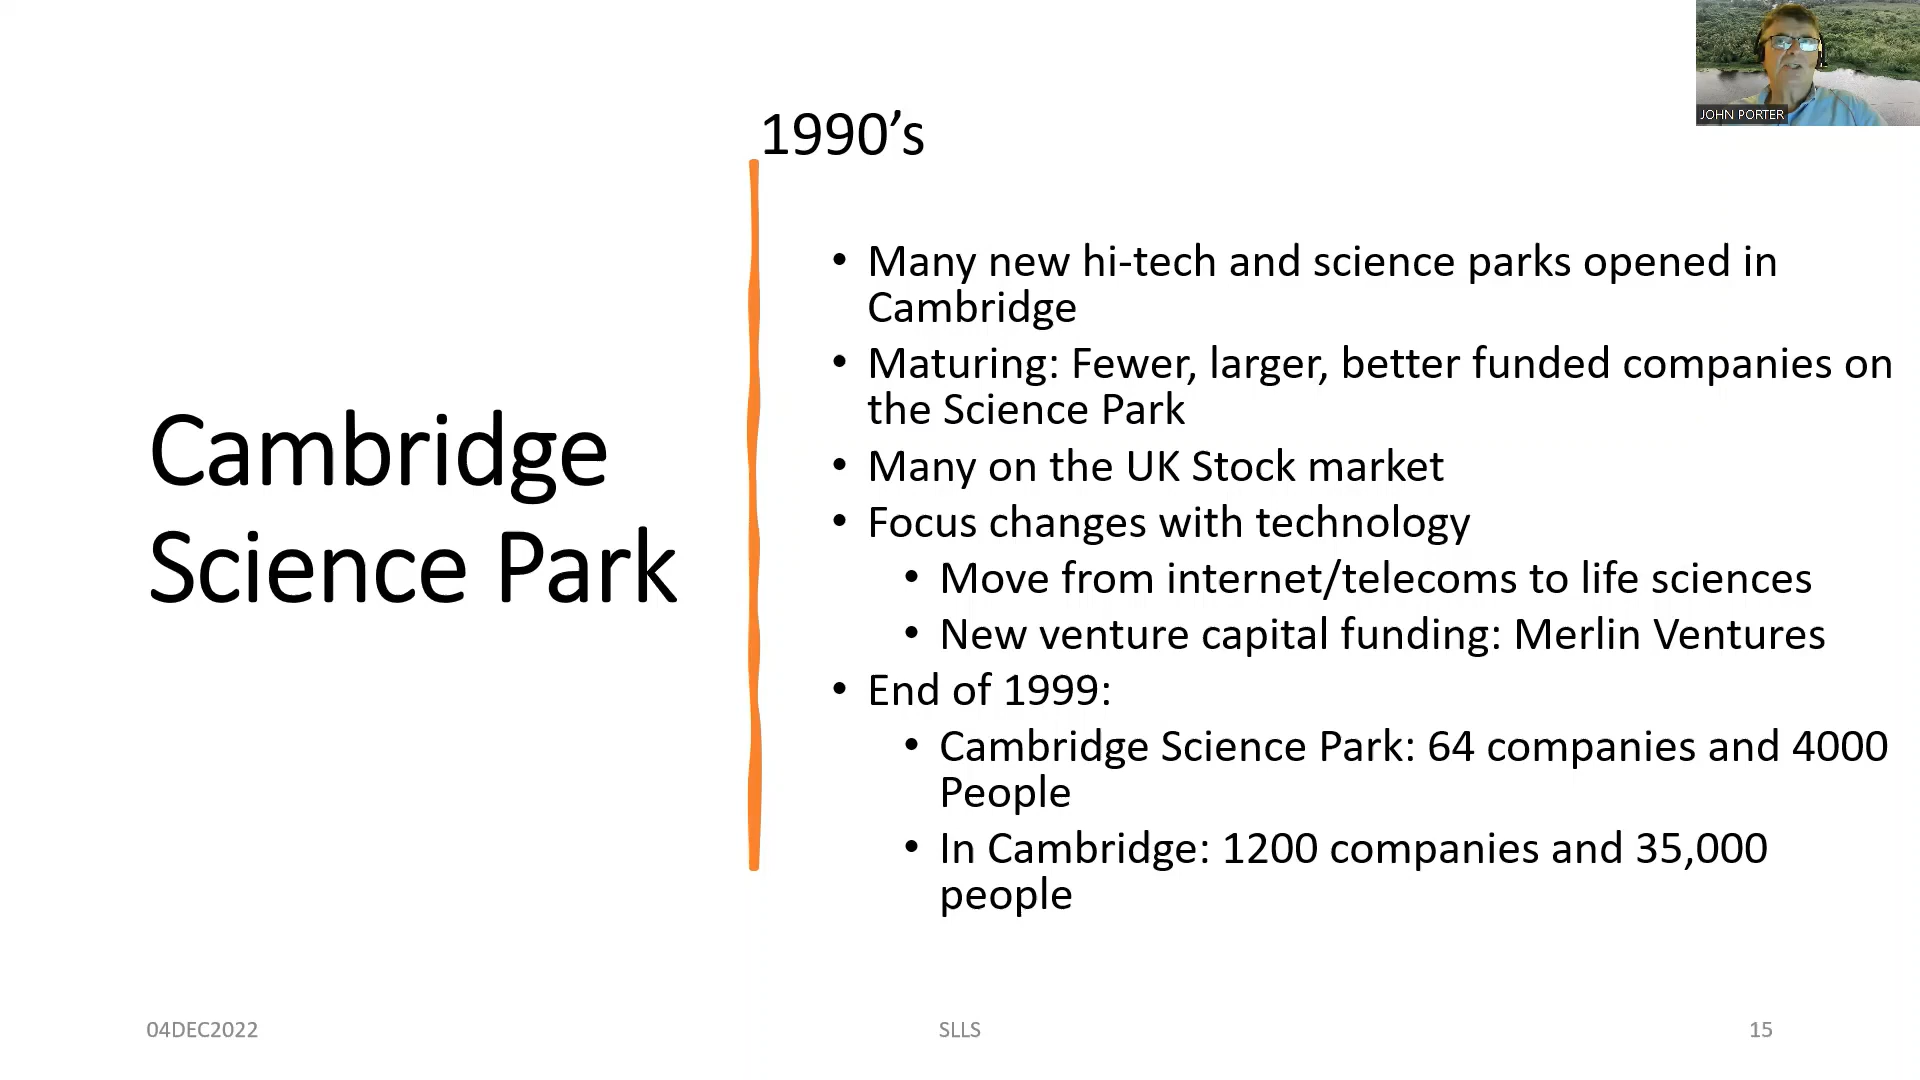 JOHN PORTER
1990’s
Cambridge
Science Park
• Many new hi-tech and science parks opened in
Cambridge
• Maturing: Fewer, larger, better funded companies on
the Science Park
• Many on the UK Stock market
• Focus changes with technology
• Move from internet/telecoms to life sciences
• New venture capital funding: Merlin Ventures
• End of 1999:
• Cambridge Science Park: 64 companies and 4000
People
• In Cambridge: 1200 companies and 35,000
people
04DEC2022
SLLS
15